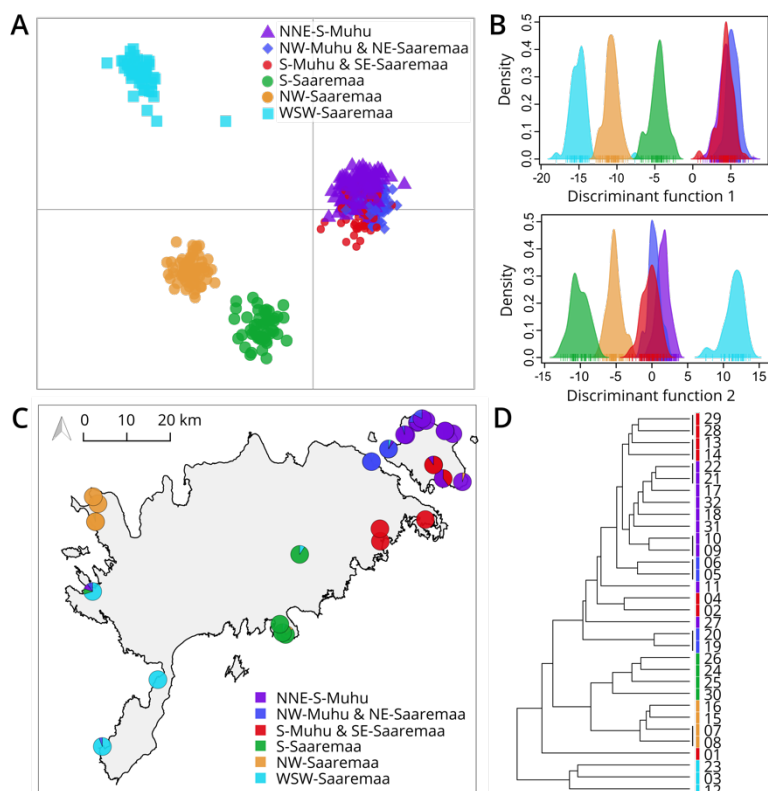 A
NNE-S-Muhu
NW-Muhu & NE-Saaremaa
S-Muhu & SE-Saaremaa
S-Saaremaa
NW-Saaremaa
WSW-Saaremaa
B
Density
0.5
0.4
0.3
0.2
0.1
0.0
-20 -15 -10 -5 0 5
Discriminant function 1
Density
0.5
0.4
0.3
0.2
0.1
0.0
-15 -10 -5 0 5 10 15
Discriminant function 2
C
0 10 20 km
NNE-S-Muhu
NW-Muhu & NE-Saaremaa
S-Muhu & SE-Saaremaa
S-Saaremaa
NW-Saaremaa
WSW-Saaremaa
D
29
28
13
14
22
21
17
32
18
31
10
09
06
05
11
04
02
27
20
19
26
24
25
30
16
15
07
08
01
23
03
12